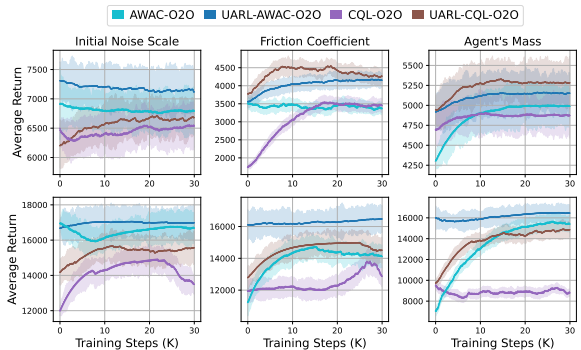 AWAC-O2O UARL-AWAC-O2O CQL-O2O UARL-CQL-O2O
Initial Noise Scale Friction Coefficient Agent's Mass
Average Return
7500
7000
6500
6000
0 10 20 30
4500
4000
3500
3000
2500
2000
0 10 20 30
5500
5250
5000
4750
4500
4250
0 10 20 30
Average Return
18000
16000
14000
12000
0 10 20 30
Training Steps (K)
16000
14000
12000
0 10 20 30
Training Steps (K)
16000
14000
12000
10000
8000
0 10 20 30
Training Steps (K)